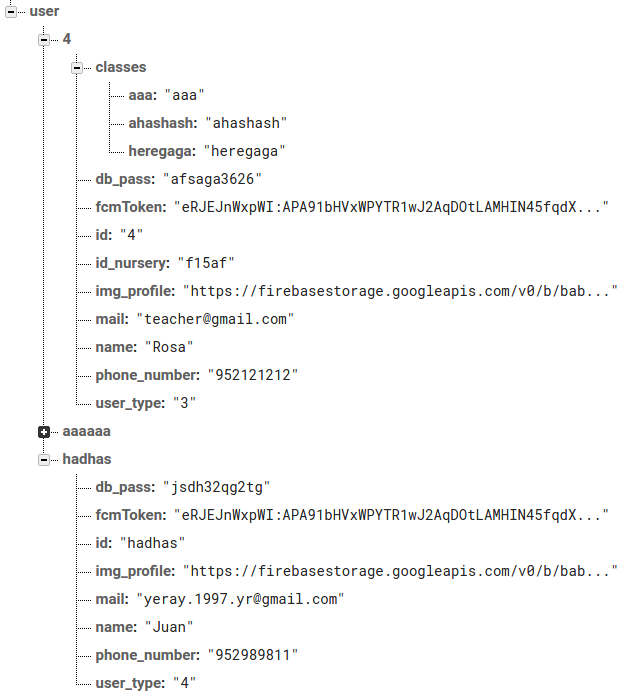 user
4
classes
aaa: "aaa"
ahashash: "ahashash"
heregaga: "heregaga"
db_pass: "afsaga3626"
fcmToken: "eRJEJnWxpWI:APA91bHVxWPYTR1wJ2AqDOtLAMHIN45fqdX..."
id: "4"
id_nursery: "f15af"
img_profile: "https://firebasestorage.googleapis.com/v0/b/bab..."
mail: "teacher@gmail.com"
name: "Rosa"
phone_number: "952121212"
user_type: "3"
aaaaaa
hadhas
db_pass: "jsdh32qg2tg"
fcmToken: "eRJEJnWxpWI:APA91bHVxWPYTR1wJ2AqDOtLAMHIN45fqdX..."
id: "hadhas"
img_profile: "https://firebasestorage.googleapis.com/v0/b/bab..."
mail: "yeray.1997.yr@gmail.com"
name: "Juan"
phone_number: "952989811"
user_type: "4"